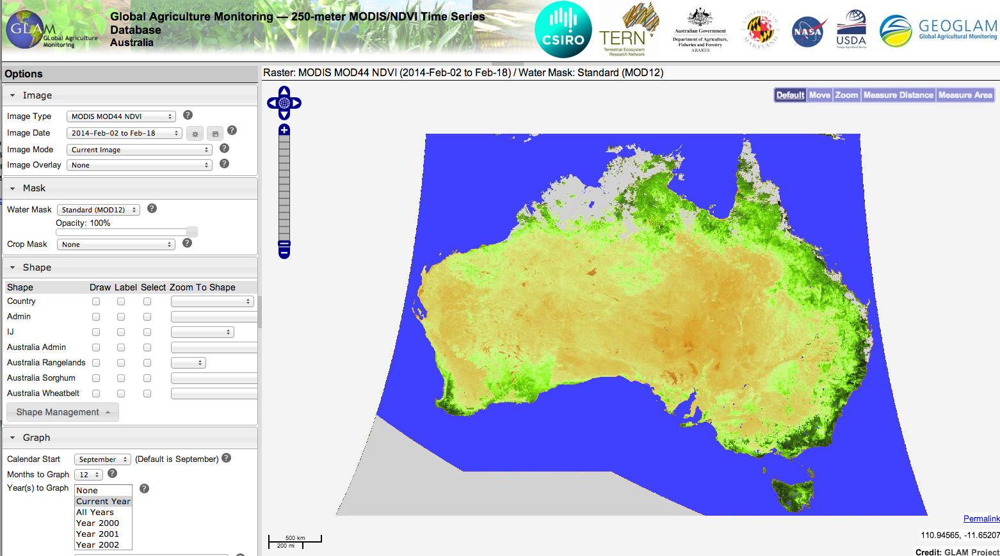 GLAM
GLobal Agriculture
Monitoring
Global Agriculture Monitoring — 250-meter MODIS/NDVI Time Series
Database
Australia
CSIRO
TERN
Terrestrial Ecosystem
Research Network
Australian Government
Department of Agriculture,
Fisheries and Forestry
ABARES
UNIVERSITY OF
MARYLAND
NASA
USDA
Foreign Agricultural Service
GEOGLAM
Global Agricultural Monitoring
Options
Raster: MODIS MOD44 NDVI (2014-Feb-02 to Feb-18) / Water Mask: Standard (MOD12)
Default Move Zoom Measure Distance Measure Area
Image
Image Type MODIS MOD44 NDVI ?
Image Date 2014-Feb-02 to Feb-18 ?
Image Mode Current Image ?
Image Overlay None ?
Mask
Water Mask Standard (MOD12) ?
Opacity: 100%
Crop Mask None ?
Shape
Shape Draw Label Select Zoom To Shape
Country
Admin
IJ
Australia Admin
Australia Rangelands
Australia Sorghum
Australia Wheatbelt
Shape Management
Graph
Calendar Start September (Default is September) ?
Months to Graph 12 ?
Year(s) to Graph ?
None
Current Year
All Years
Year 2000
Year 2001
Year 2002
500 km
200 mi
Permalink
110.94565, -11.65207
Credit: GLAM Project